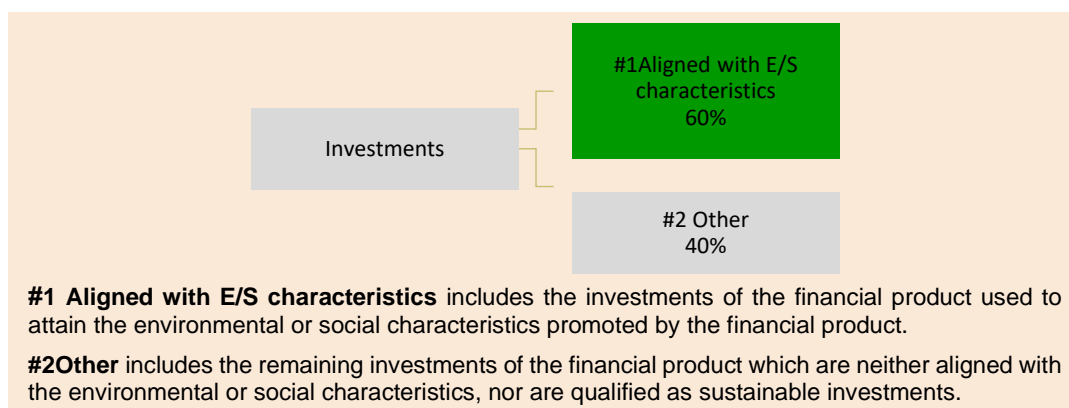 #1Aligned with E/S
characteristics
60%
Investments
#2 Other
40%
#1 Aligned with E/S characteristics includes the investments of the financial product used to
attain the environmental or social characteristics promoted by the financial product.
#2Other includes the remaining investments of the financial product which are neither aligned with
the environmental or social characteristics, nor are qualified as sustainable investments.